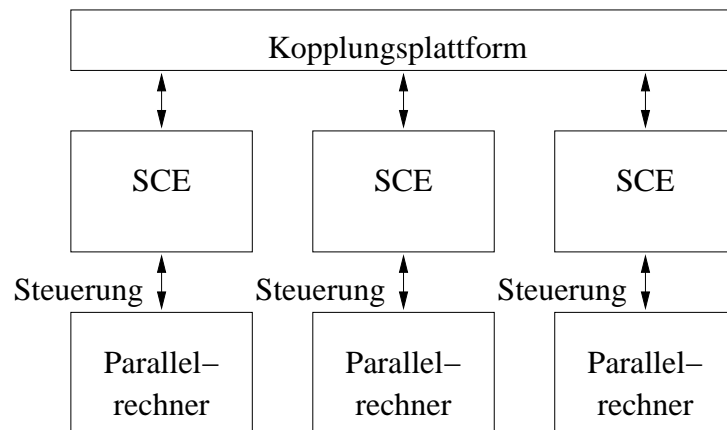 Kopplungsplattform
SCE
SCE
SCE
Steuerung
Steuerung
Steuerung
Parallel−
rechner
Parallel−
rechner
Parallel−
rechner